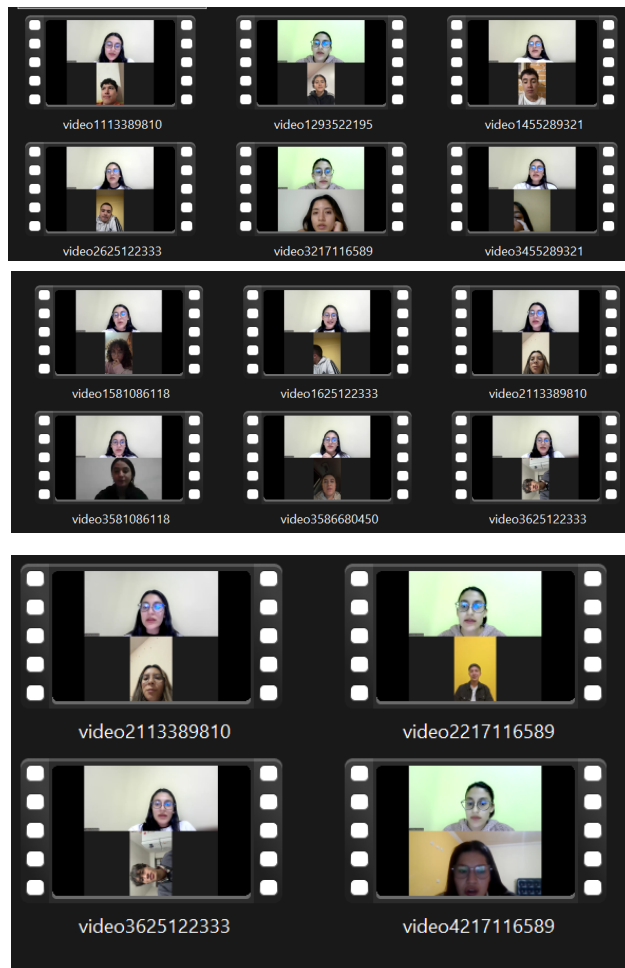 video1113389810
video1293522195
video1455289321
video2625122333
video3217116589
video3455289321
video1581086118
video1625122333
video2113389810
video3581086118
video3586680450
video3625122333
video2113389810
video2217116589
video3625122333
video4217116589